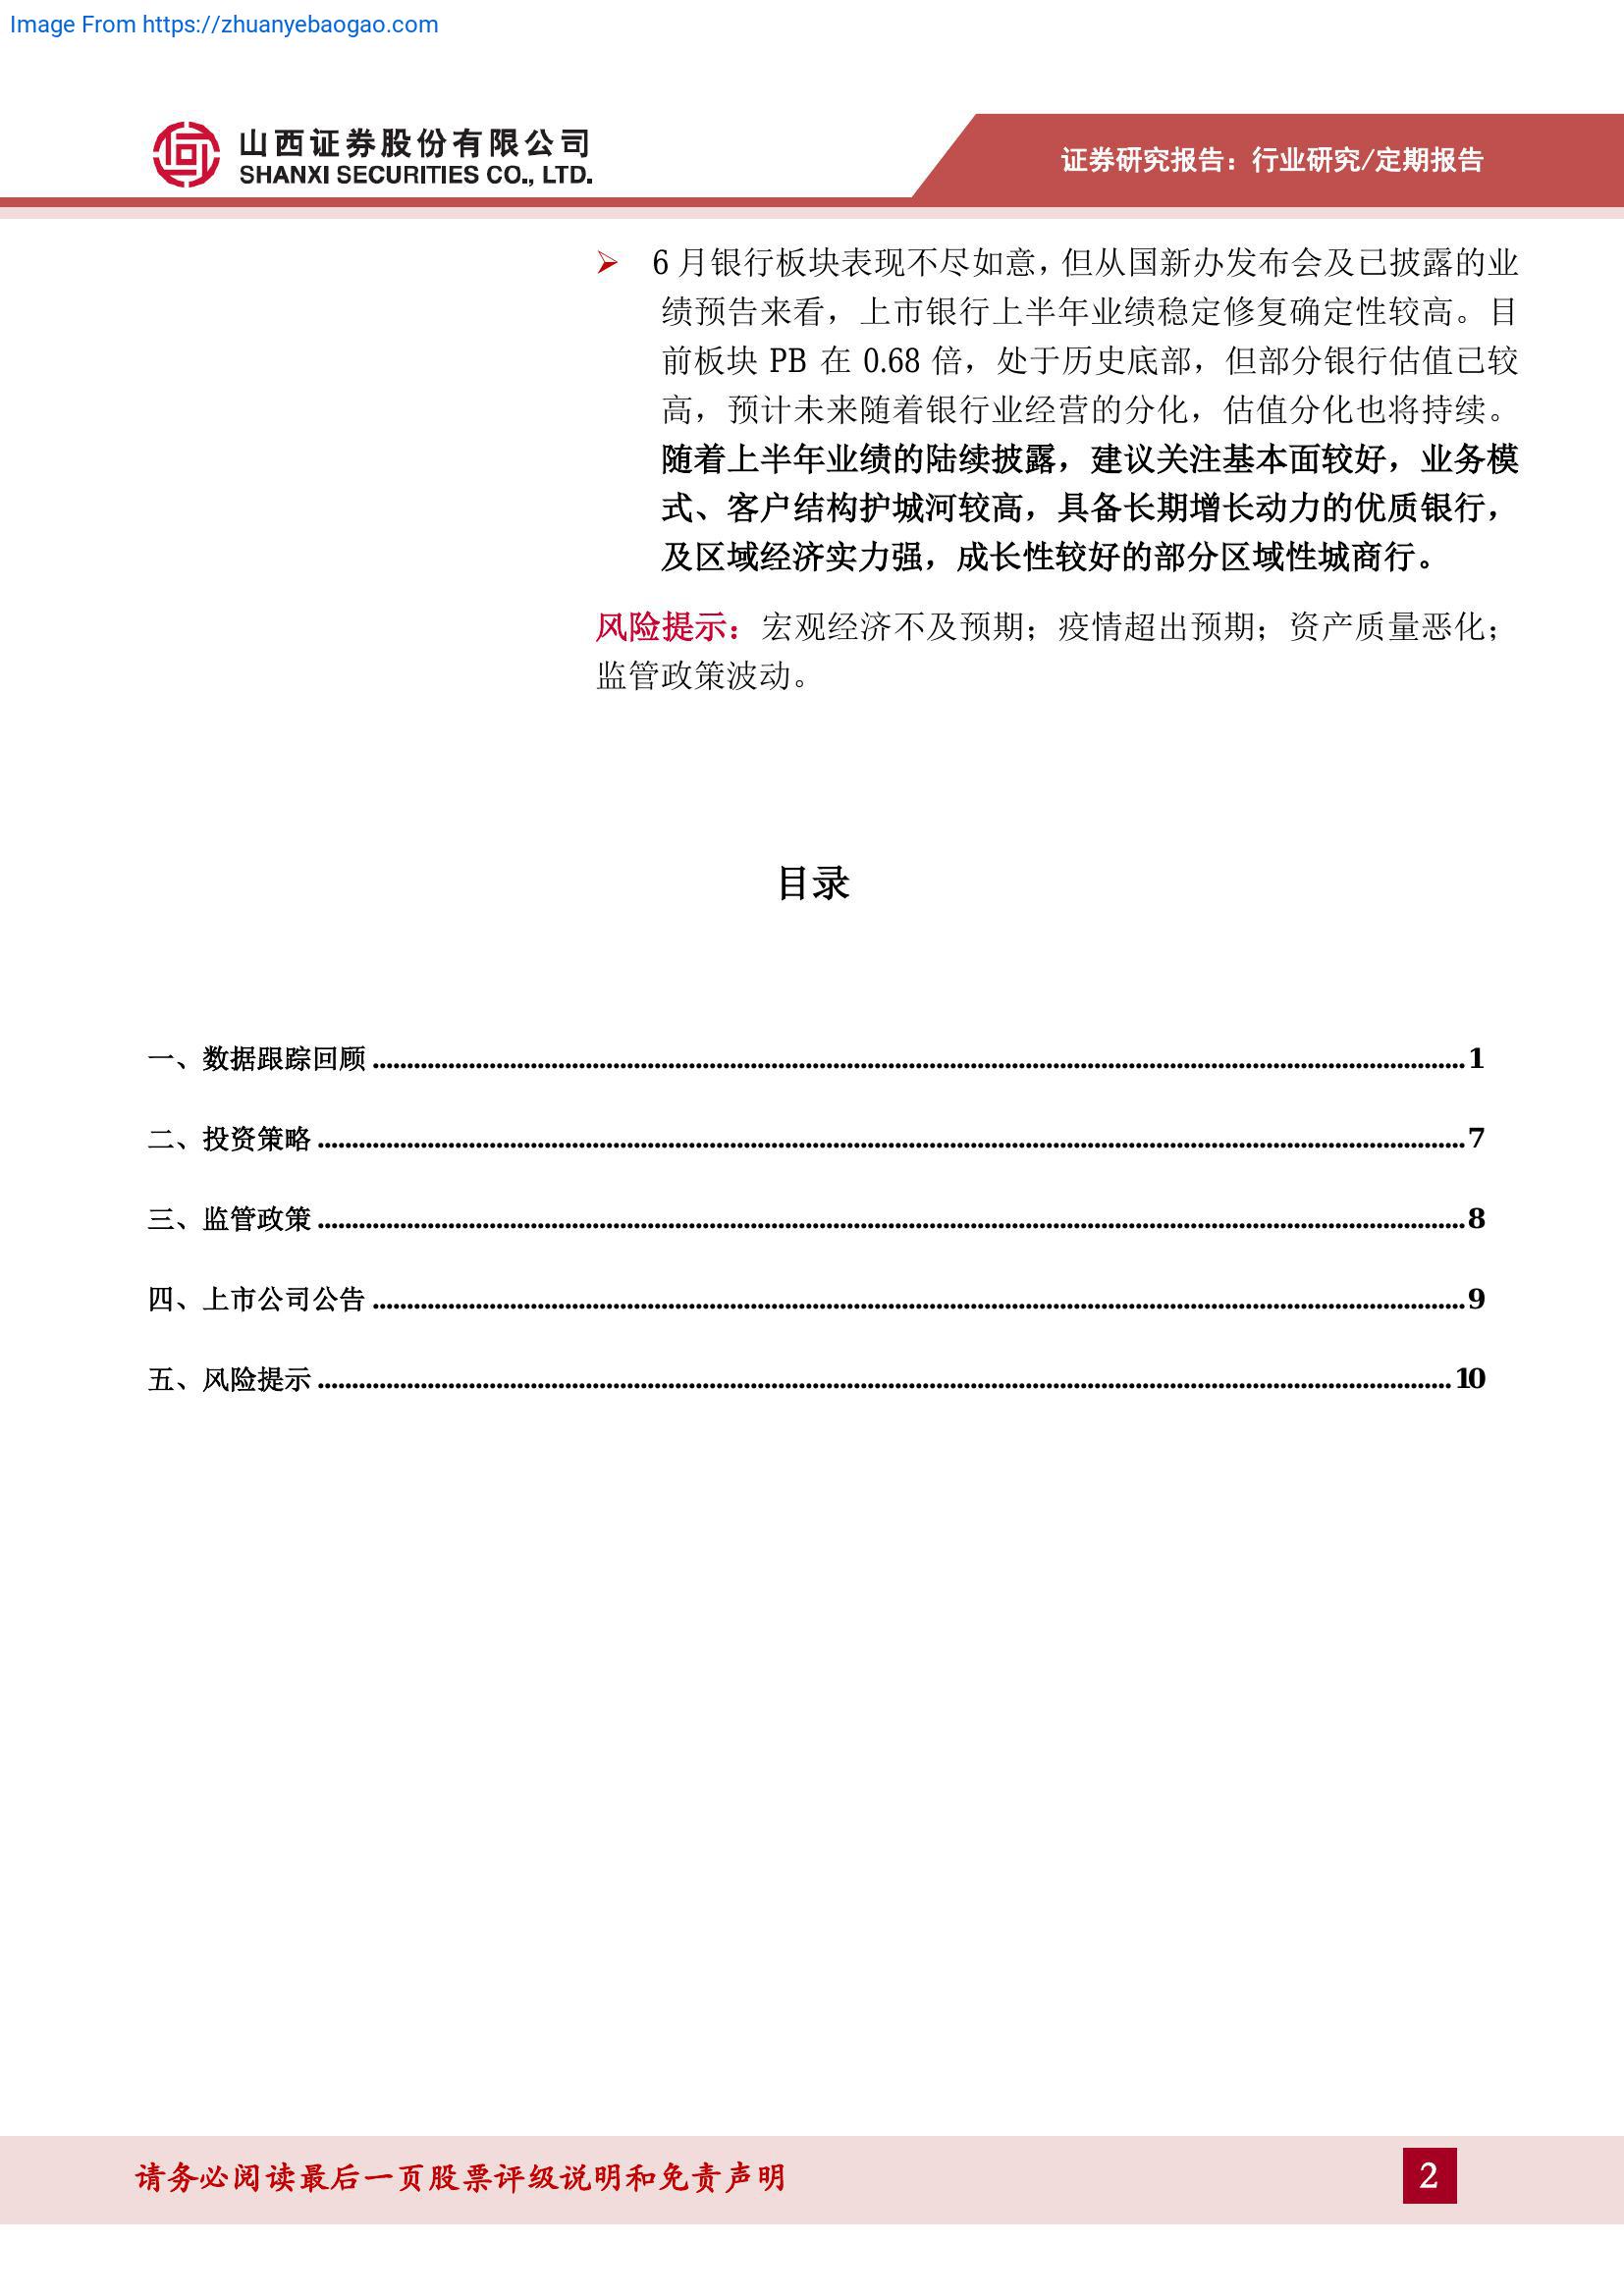 Image From https://zhuanyebaogao.com
山西证券股份有限公司
SHANXI SECURITIES CO., LTD.
证券研究报告：行业研究/定期报告
6 月银行板块表现不尽如意，但从国新办发布会及已披露的业
绩预告来看，上市银行上半年业绩稳定修复确定性较高。目
前板块 PB 在 0.68 倍，处于历史底部，但部分银行估值已较
高，预计未来随着银行业经营的分化，估值分化也将持续。
随着上半年业绩的陆续披露，建议关注基本面较好，业务模
式、客户结构护城河较高，具备长期增长动力的优质银行，
及区域经济实力强，成长性较好的部分区域性城商行。
风险提示：宏观经济不及预期；疫情超出预期；资产质量恶化；
监管政策波动。
目录
一、数据跟踪回顾 ........ 1
二、投资策略 ........ 7
三、监管政策 ........ 8
四、上市公司公告 ........ 9
五、风险提示 ........ 10
请务必阅读最后一页股票评级说明和免责声明
2